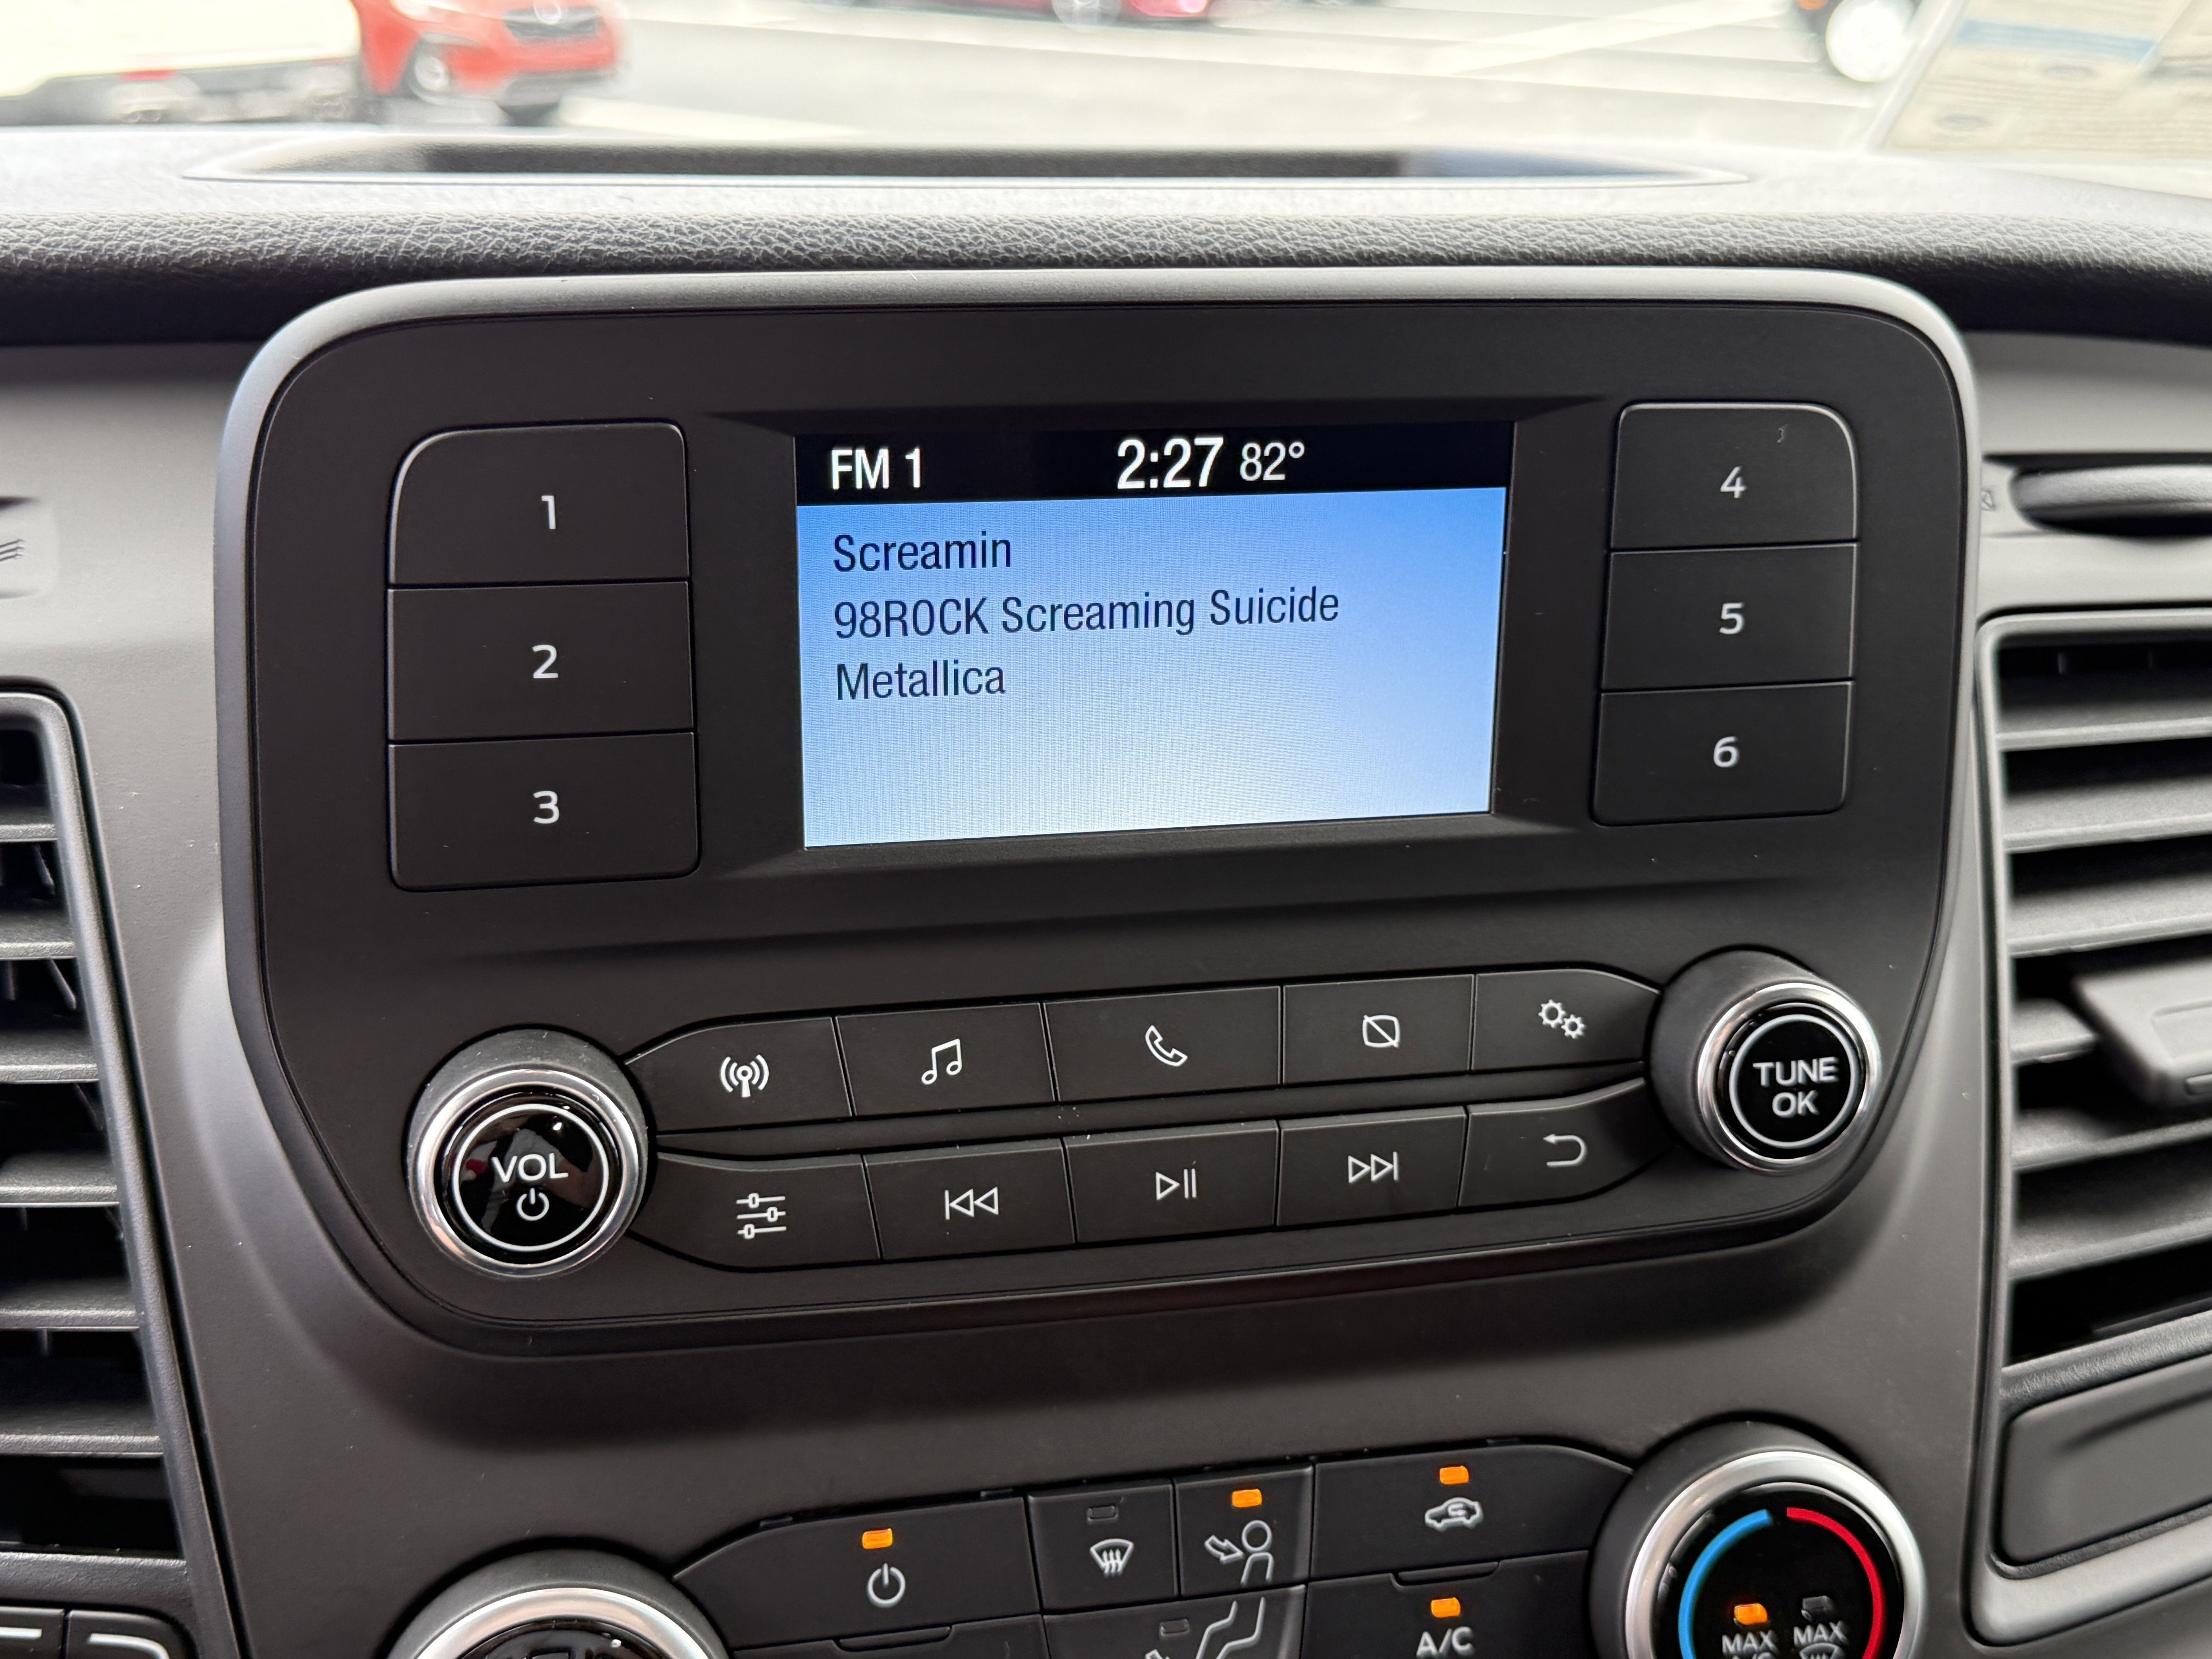 FM 1 2:27 82°
Screamin
98ROCK Screaming Suicide
Metallica
1
2
3
4
5
6
VOL
TUNE
OK
A/C
MAX
A/C
MAX